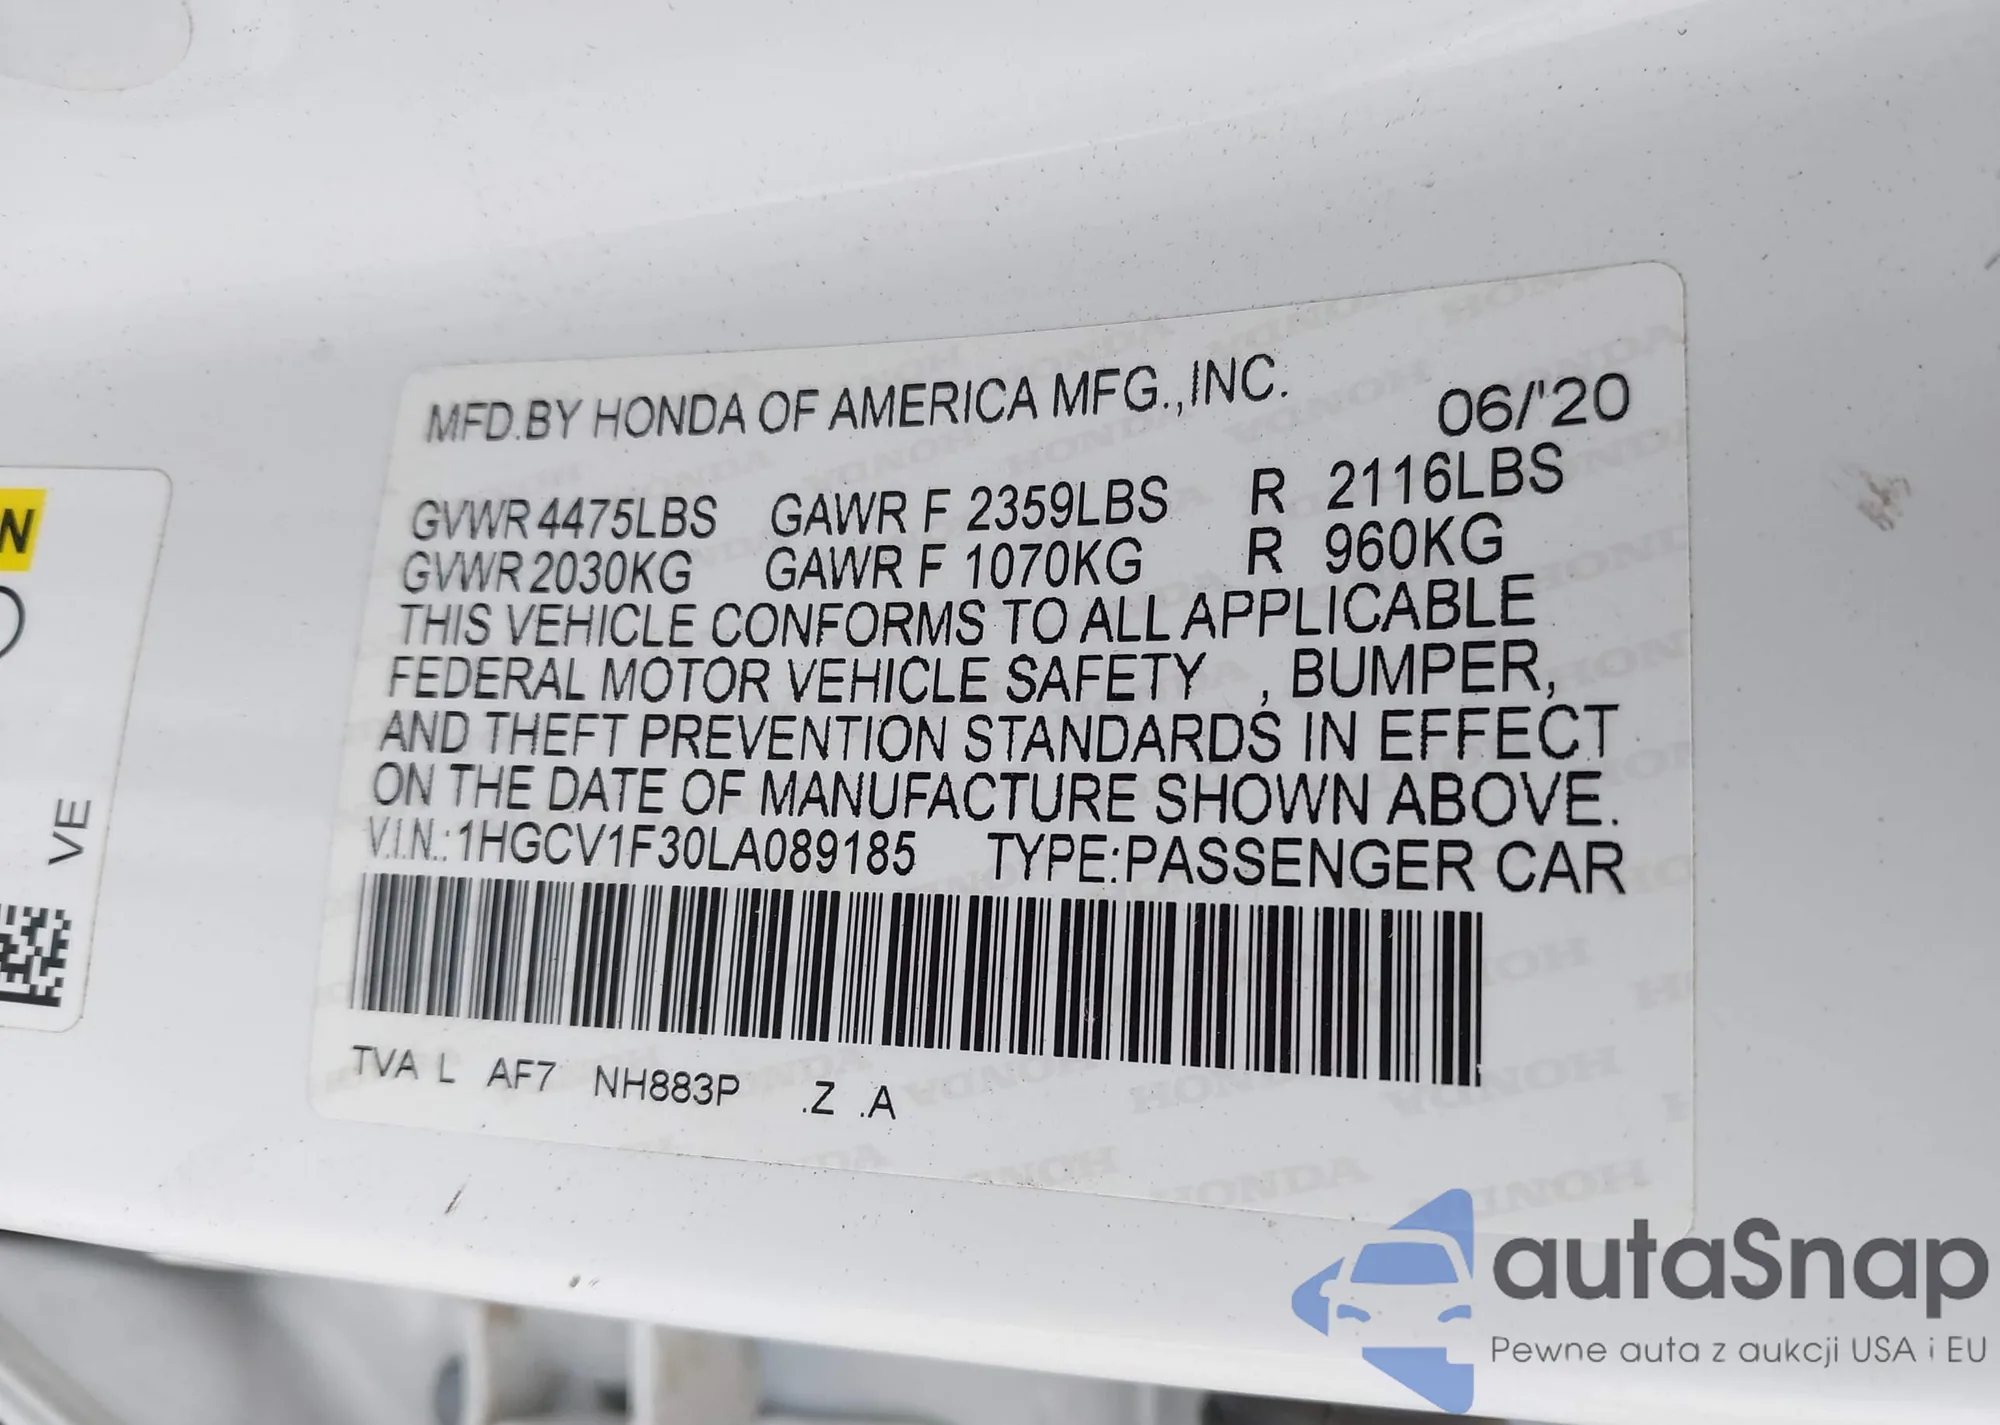 MFD.BY HONDA OF AMERICA MFG.,INC. 06/'20
GVWR 4475LBS GAWR F 2359LBS R 2116LBS
GVWR 2030KG GAWR F 1070KG R 960KG
THIS VEHICLE CONFORMS TO ALL APPLICABLE
FEDERAL MOTOR VEHICLE SAFETY , BUMPER,
AND THEFT PREVENTION STANDARDS IN EFFECT
ON THE DATE OF MANUFACTURE SHOWN ABOVE.
V.I.N.: 1HGCV1F30LA089185 TYPE:PASSENGER CAR
TVA L AF7 NH883P .Z .A
VE
autoSnap
Pewne auta z aukcji USA i EU